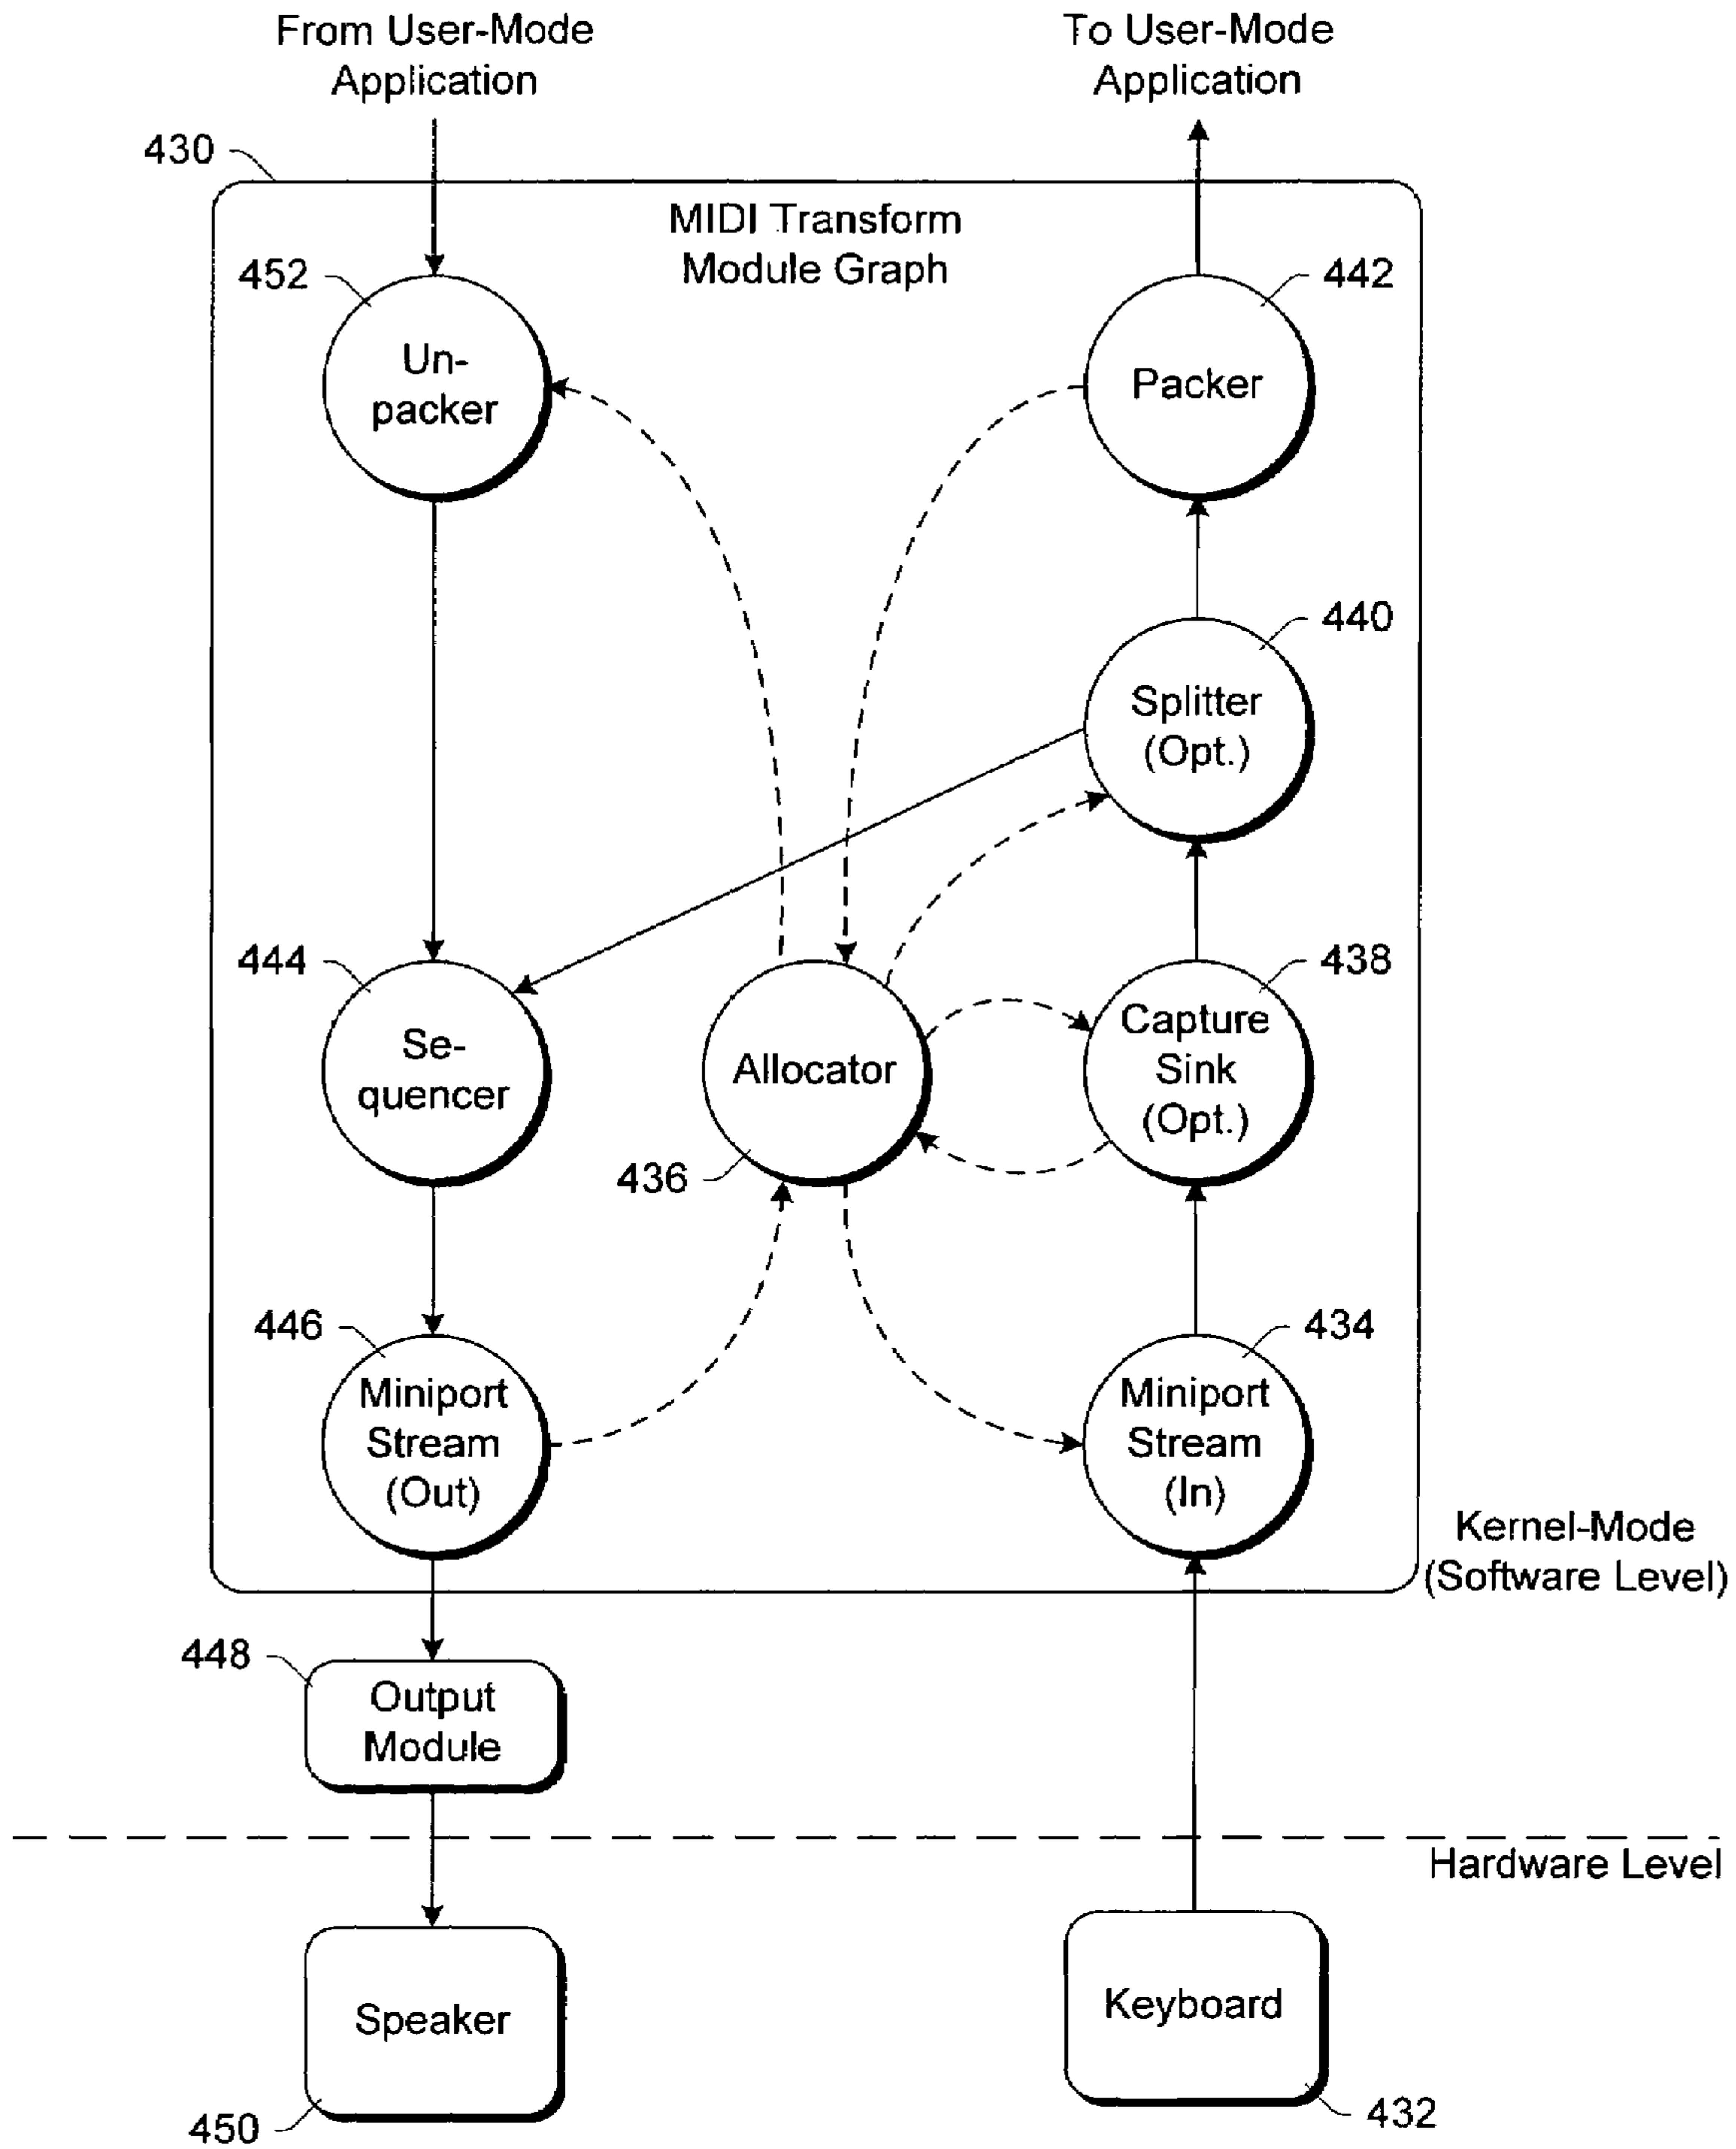 From User-Mode
Application
To User-Mode
Application
430
MIDI Transform
Module Graph
452
Un-
packer
442
Packer
440
Splitter
(Opt.)
444
Se-
quencer
436
Allocator
438
Capture
Sink
(Opt.)
446
Miniport
Stream
(Out)
434
Miniport
Stream
(In)
Kernel-Mode
(Software Level)
448
Output
Module
Hardware Level
Speaker
450
Keyboard
432